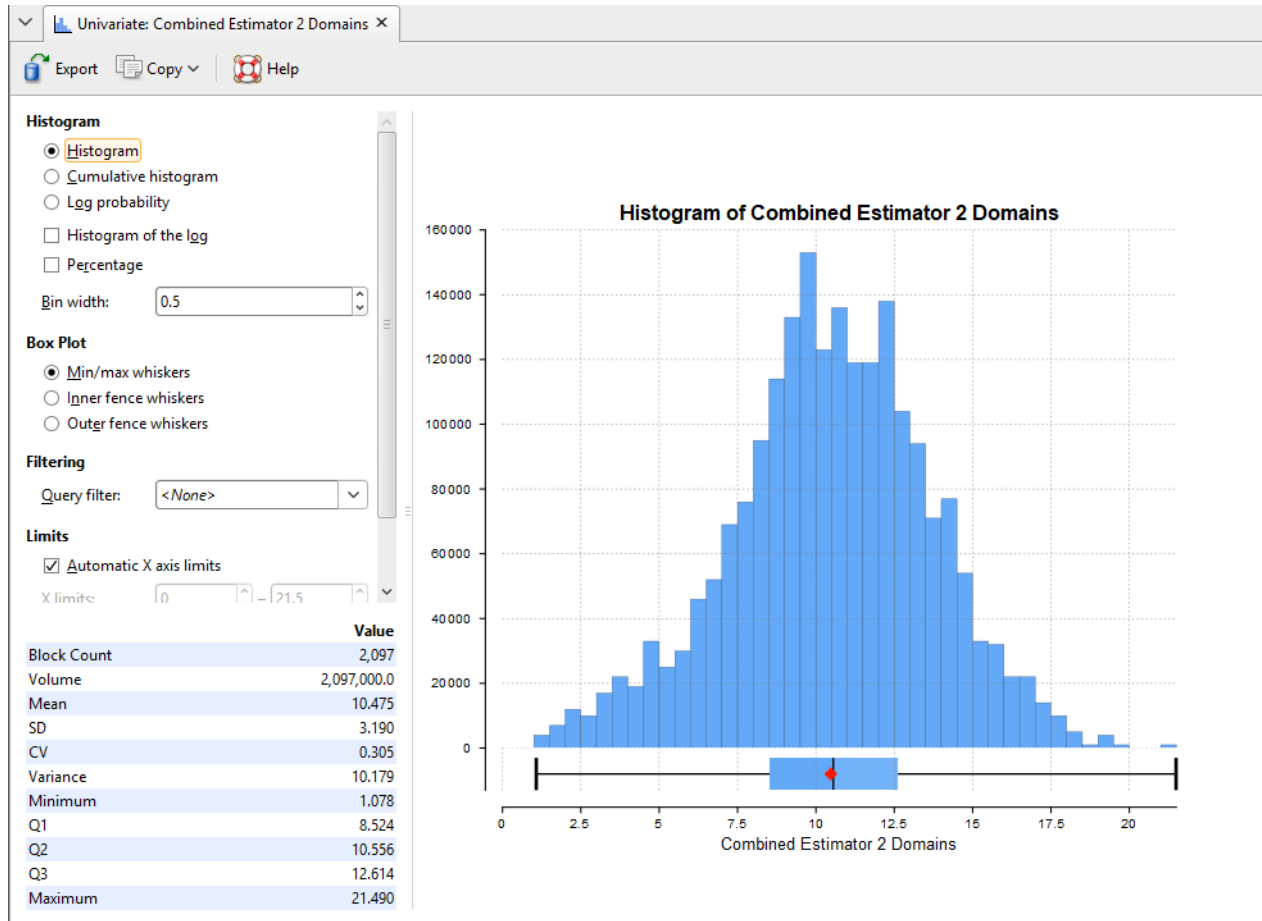 Univariate: Combined Estimator 2 Domains
Export Copy Help
Histogram
Histogram
Cumulative histogram
Log probability
Histogram of the log
Percentage
Bin width: 0.5
Box Plot
Min/max whiskers
Inner fence whiskers
Outer fence whiskers
Filtering
Query filter: <None>
Limits
Automatic X axis limits
X limits: 0 – 21.5
Value
Block Count 2,097
Volume 2,097,000.0
Mean 10.475
SD 3.190
CV 0.305
Variance 10.179
Minimum 1.078
Q1 8.524
Q2 10.556
Q3 12.614
Maximum 21.490
Histogram of Combined Estimator 2 Domains
160000
140000
120000
100000
80000
60000
40000
20000
0
0 2.5 5 7.5 10 12.5 15 17.5 20
Combined Estimator 2 Domains